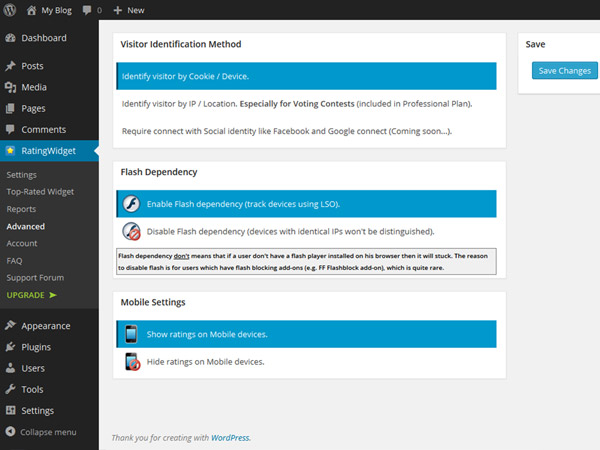 My Blog 0 New
Dashboard
Posts
Media
Pages
Comments
RatingWidget
Settings
Top-Rated Widget
Reports
Advanced
Account
FAQ
Support Forum
UPGRADE
Appearance
Plugins
Users
Tools
Settings
Collapse menu
Visitor Identification Method
Identify visitor by Cookie / Device.
Identify visitor by IP / Location. Especially for Voting Contests (included in Professional Plan).
Require connect with Social identity like Facebook and Google connect (Coming soon...).
Flash Dependency
Enable Flash dependency (track devices using LSO).
Disable Flash dependency (devices with identical IPs won't be distinguished).
Flash dependency don't means that if a user don't have a flash player installed on his browser then it will stuck. The reason
to disable flash is for users which have flash blocking add-ons (e.g. FF Flashblock add-on), which is quite rare.
Mobile Settings
Show ratings on Mobile devices.
Hide ratings on Mobile devices.
Save
Save Changes
Thank you for creating with WordPress.